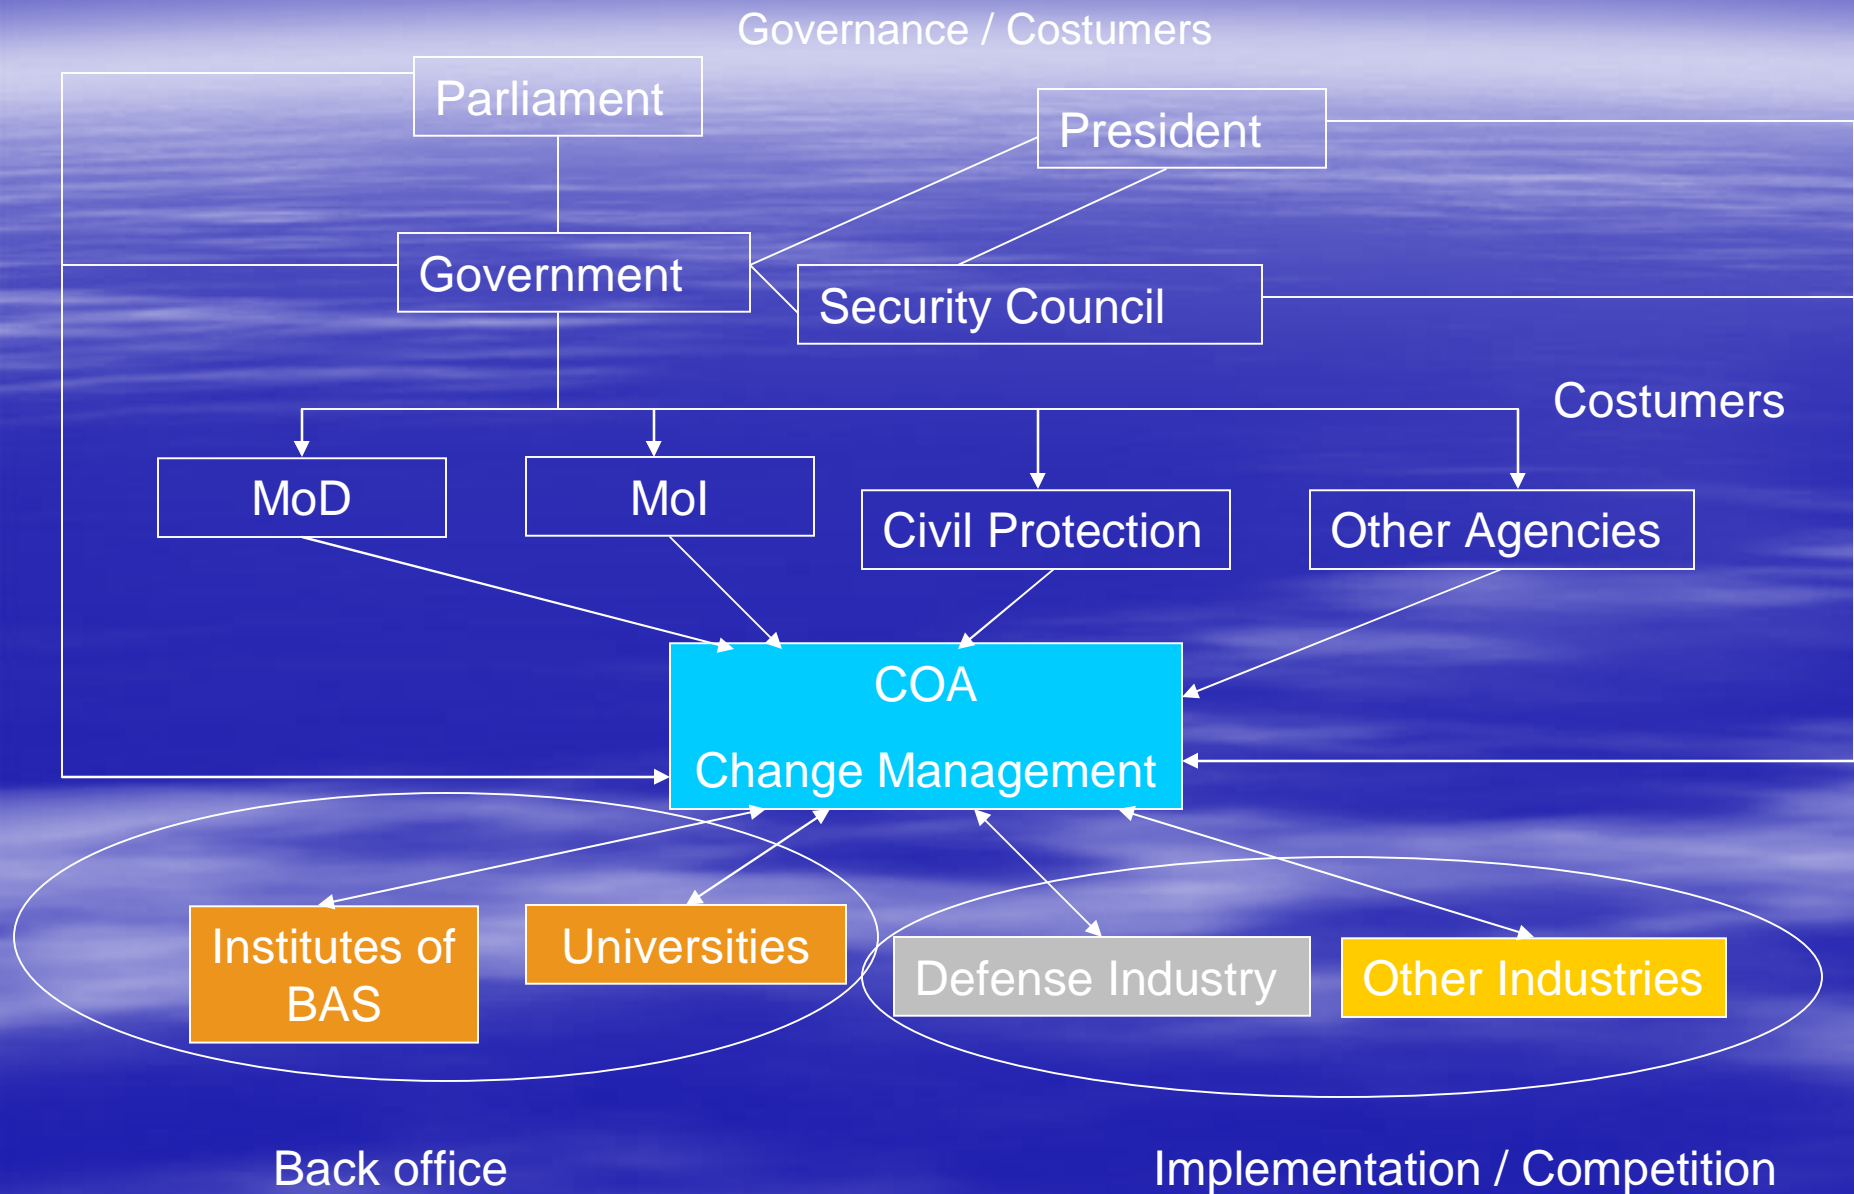 Governance / Costumers
Parliament
President
Government
Security Council
Costumers
MoD
MoI
Civil Protection
Other Agencies
COA
Change Management
Institutes of
BAS
Universities
Defense Industry
Other Industries
Back office
Implementation / Competition